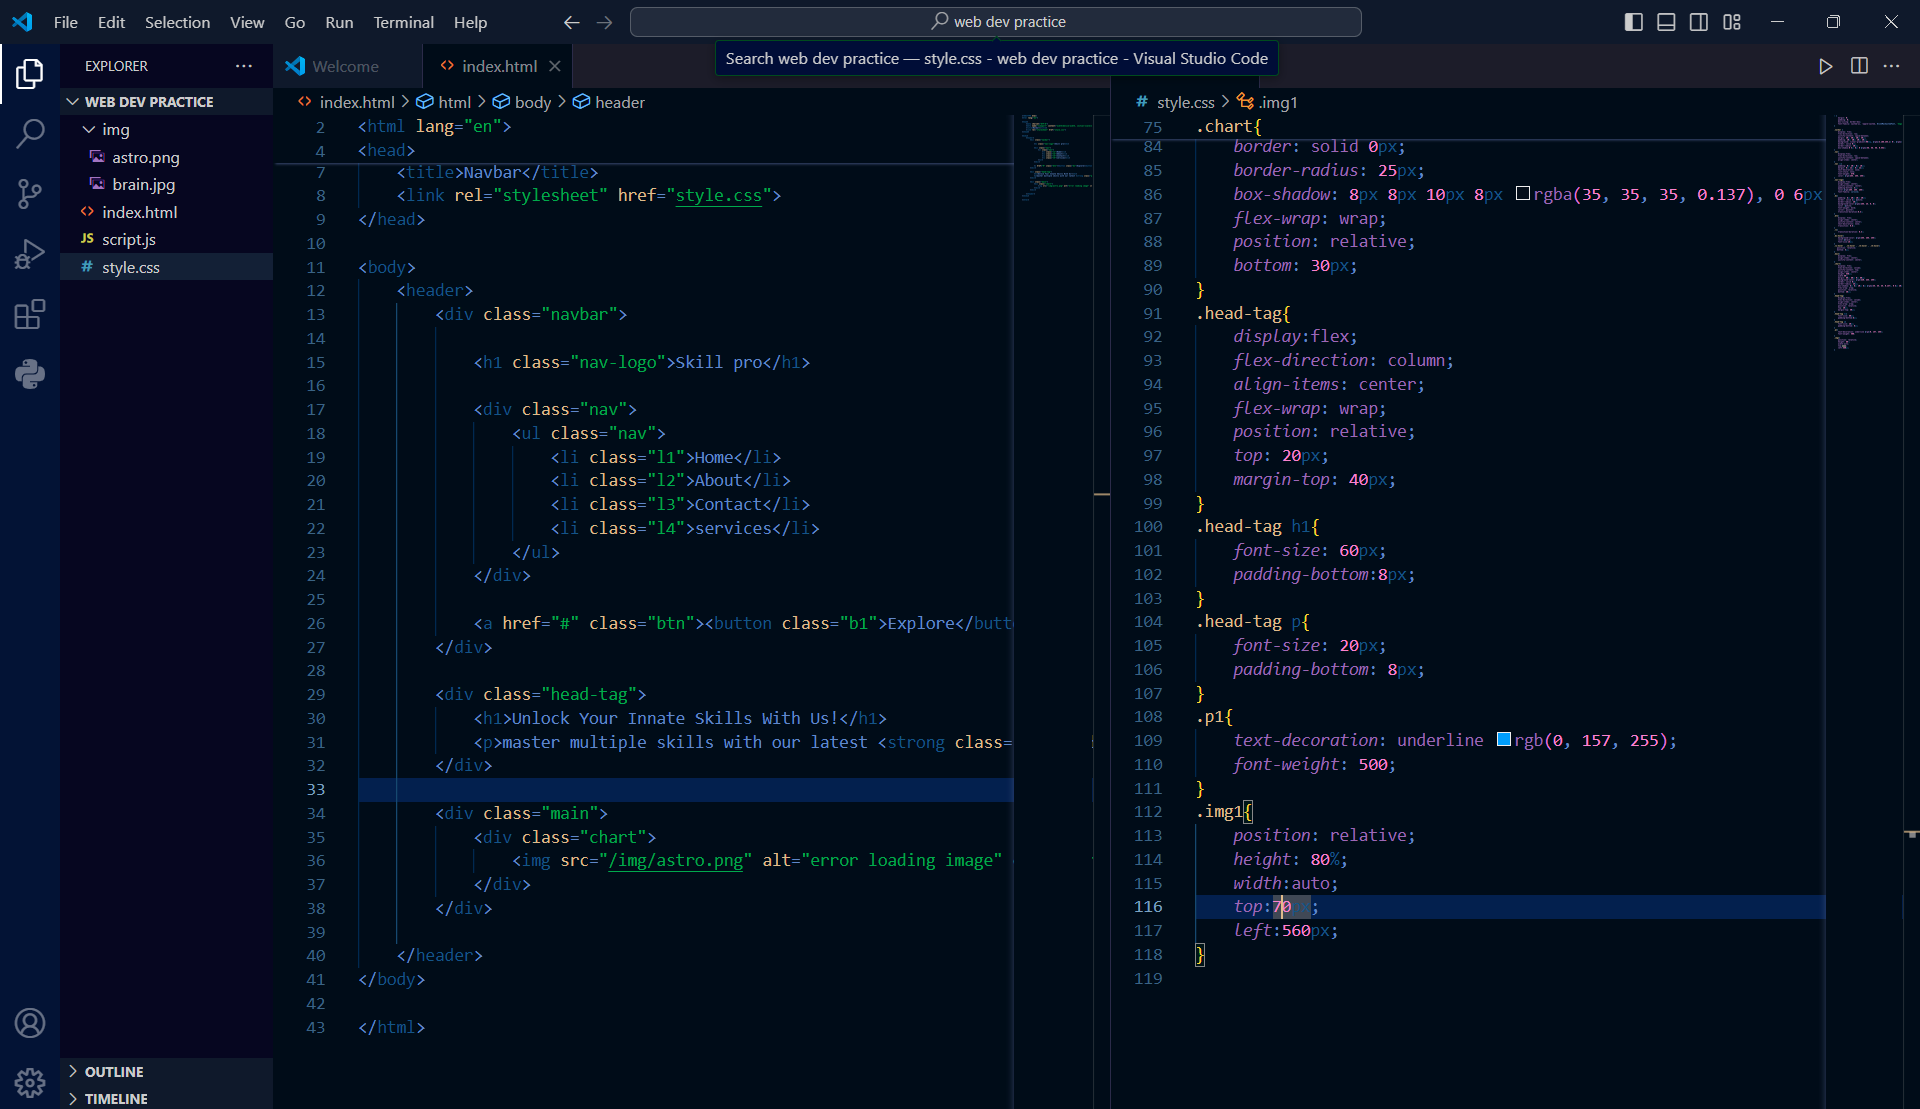 File Edit Selection View Go Run Terminal Help
web dev practice
EXPLORER
Welcome
index.html
Search web dev practice — style.css - web dev practice - Visual Studio Code
WEB DEV PRACTICE
img
astro.png
brain.jpg
index.html
JS script.js
# style.css
OUTLINE
TIMELINE
index.html > html > body > header
2 <html lang="en">
4 <head>
7 <title>Navbar</title>
8 <link rel="stylesheet" href="style.css">
9 </head>
10
11 <body>
12 <header>
13 <div class="navbar">
14
15 <h1 class="nav-logo">Skill pro</h1>
16
17 <div class="nav">
18 <ul class="nav">
19 <li class="l1">Home</li>
20 <li class="l2">About</li>
21 <li class="l3">Contact</li>
22 <li class="l4">services</li>
23 </ul>
24 </div>
25
26 <a href="#" class="btn"><button class="b1">Explore</butt
27 </div>
28
29 <div class="head-tag">
30 <h1>Unlock Your Innate Skills With Us!</h1>
31 <p>master multiple skills with our latest <strong class=
32 </div>
33
34 <div class="main">
35 <div class="chart">
36 <img src="/img/astro.png" alt="error loading image"
37 </div>
38 </div>
39
40 </header>
41 </body>
42
43 </html>
# style.css > .img1
75 .chart{
84 border: solid 0px;
85 border-radius: 25px;
86 box-shadow: 8px 8px 10px 8px rgba(35, 35, 35, 0.137), 0 6px
87 flex-wrap: wrap;
88 position: relative;
89 bottom: 30px;
90 }
91 .head-tag{
92 display:flex;
93 flex-direction: column;
94 align-items: center;
95 flex-wrap: wrap;
96 position: relative;
97 top: 20px;
98 margin-top: 40px;
99 }
100 .head-tag h1{
101 font-size: 60px;
102 padding-bottom:8px;
103 }
104 .head-tag p{
105 font-size: 20px;
106 padding-bottom: 8px;
107 }
108 .p1{
109 text-decoration: underline rgb(0, 157, 255);
110 font-weight: 500;
111 }
112 .img1{
113 position: relative;
114 height: 80%;
115 width:auto;
116 top:70px;
117 left:560px;
118 }
119